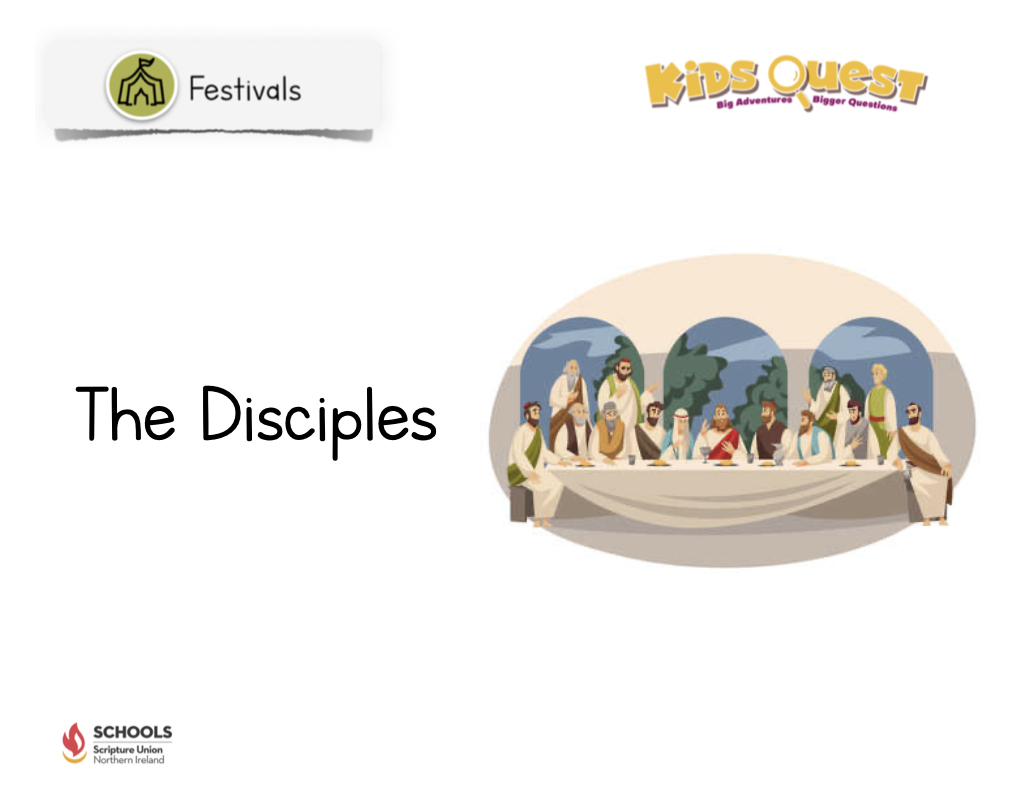 Festivals
KiDS QUEST
Big Adventures Bigger Questions
The Disciples
SCHOOLS
Scripture Union
Northern Ireland